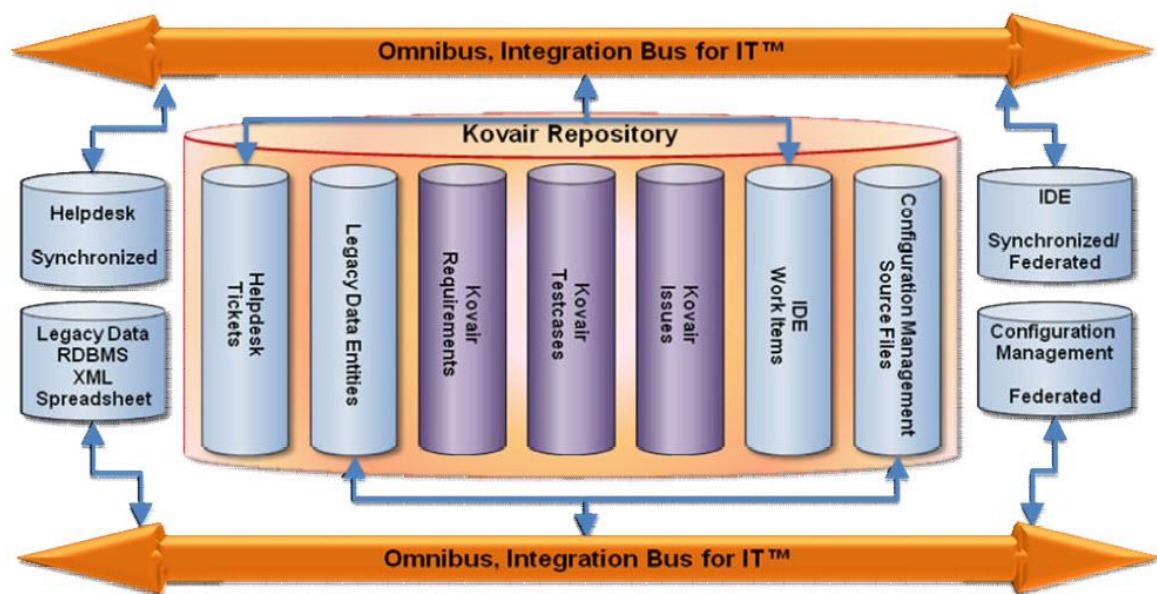 Omnibus, Integration Bus for IT™
Kovair Repository
Helpdesk
Synchronized
Legacy Data
RDBMS
XML
Spreadsheet
Helpdesk
Tickets
Legacy Data Entities
Kovair
Requirements
Kovair
Testcases
Kovair
Issues
IDE
Work Items
Configuration Management
Source Files
IDE
Synchronized/
Federated
Configuration
Management
Federated
Omnibus, Integration Bus for IT™